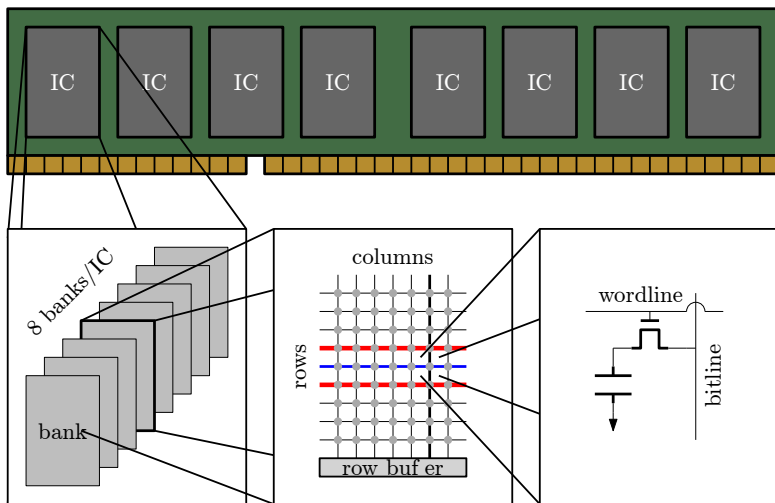 IC
IC
IC
IC
IC
IC
IC
IC
8 banks/IC
bank
columns
rows
row buf er
wordline
bitline